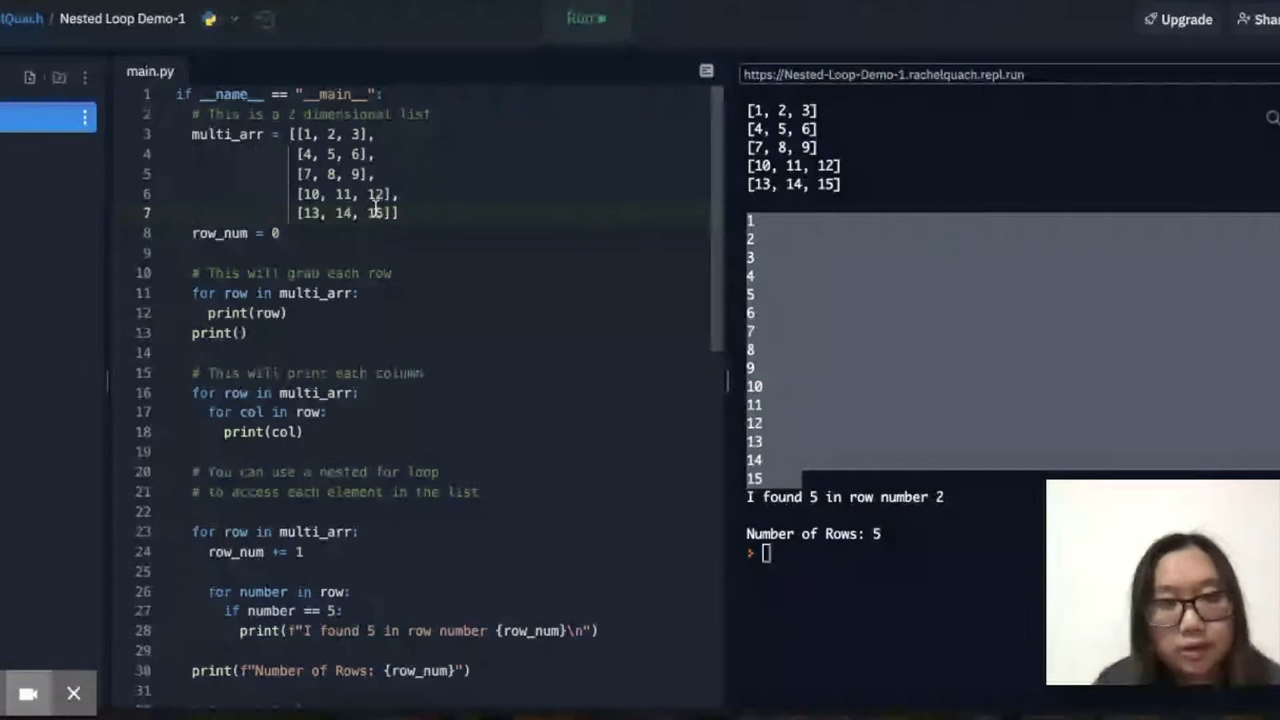 lQuach / Nested Loop Demo-1
Run
Upgrade
Shar
main.py
https://Nested-Loop-Demo-1.rachelquach.repl.run
1 if __name__ == "__main__":
2 # This is a 2 dimensional list
3 multi_arr = [[1, 2, 3],
4 [4, 5, 6],
5 [7, 8, 9],
6 [10, 11, 12],
7 [13, 14, 15]]
8 row_num = 0
9
10 # This will grab each row
11 for row in multi_arr:
12 print(row)
13 print()
14
15 # This will print each column
16 for row in multi_arr:
17 for col in row:
18 print(col)
19
20 # You can use a nested for loop
21 # to access each element in the list
22
23 for row in multi_arr:
24 row_num += 1
25
26 for number in row:
27 if number == 5:
28 print(f"I found 5 in row number {row_num}\n")
29
30 print(f"Number of Rows: {row_num}")
31
[1, 2, 3]
[4, 5, 6]
[7, 8, 9]
[10, 11, 12]
[13, 14, 15]
1
2
3
4
5
6
7
8
9
10
11
12
13
14
15
I found 5 in row number 2
Number of Rows: 5